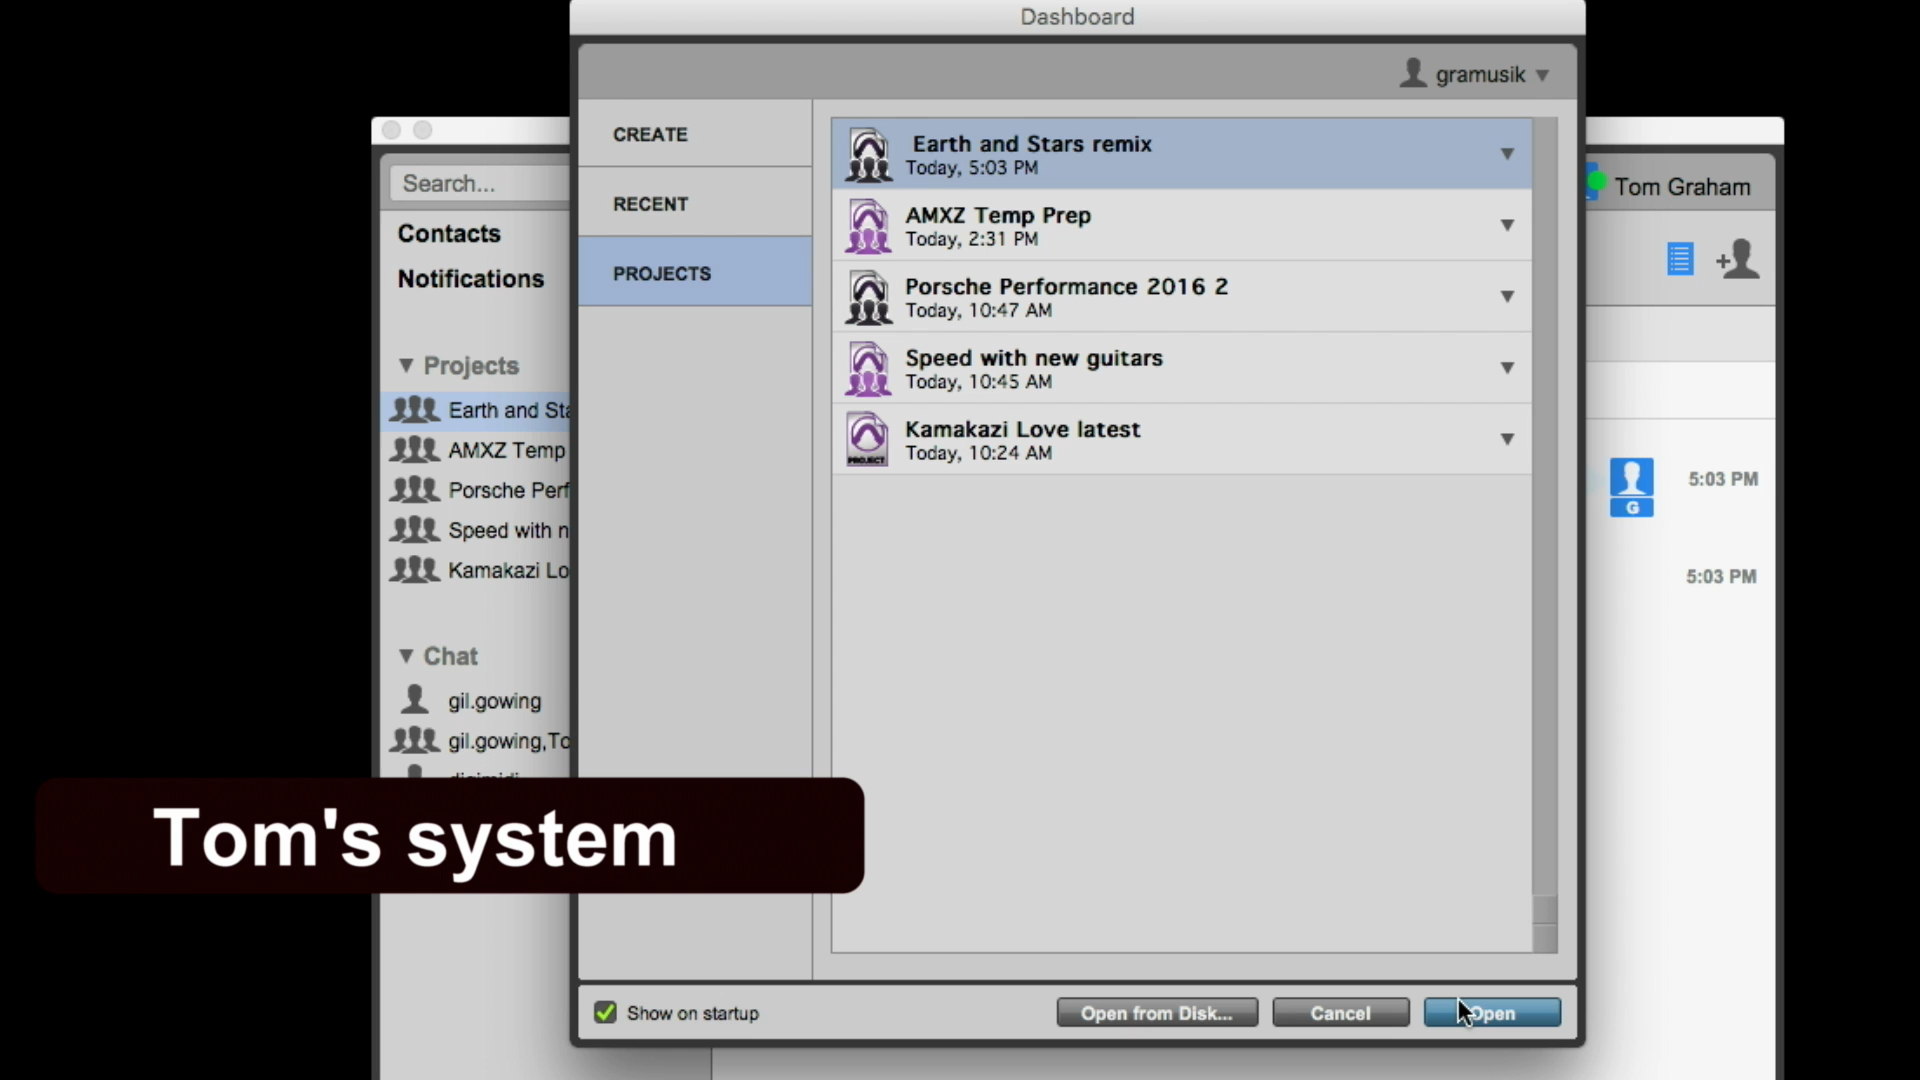 Dashboard
gramusik
CREATE
RECENT
PROJECTS
Earth and Stars remix
Today, 5:03 PM
AMXZ Temp Prep
Today, 2:31 PM
Porsche Performance 2016 2
Today, 10:47 AM
Speed with new guitars
Today, 10:45 AM
PROJECT
Kamakazi Love latest
Today, 10:24 AM
Show on startup
Open from Disk...
Cancel
Open
Search...
Contacts
Notifications
Projects
Earth and Sta
AMXZ Temp
Porsche Perf
Speed with n
Kamakazi Lo
Chat
gil.gowing
gil.gowing,To
Tom Graham
G
5:03 PM
5:03 PM
Tom's system